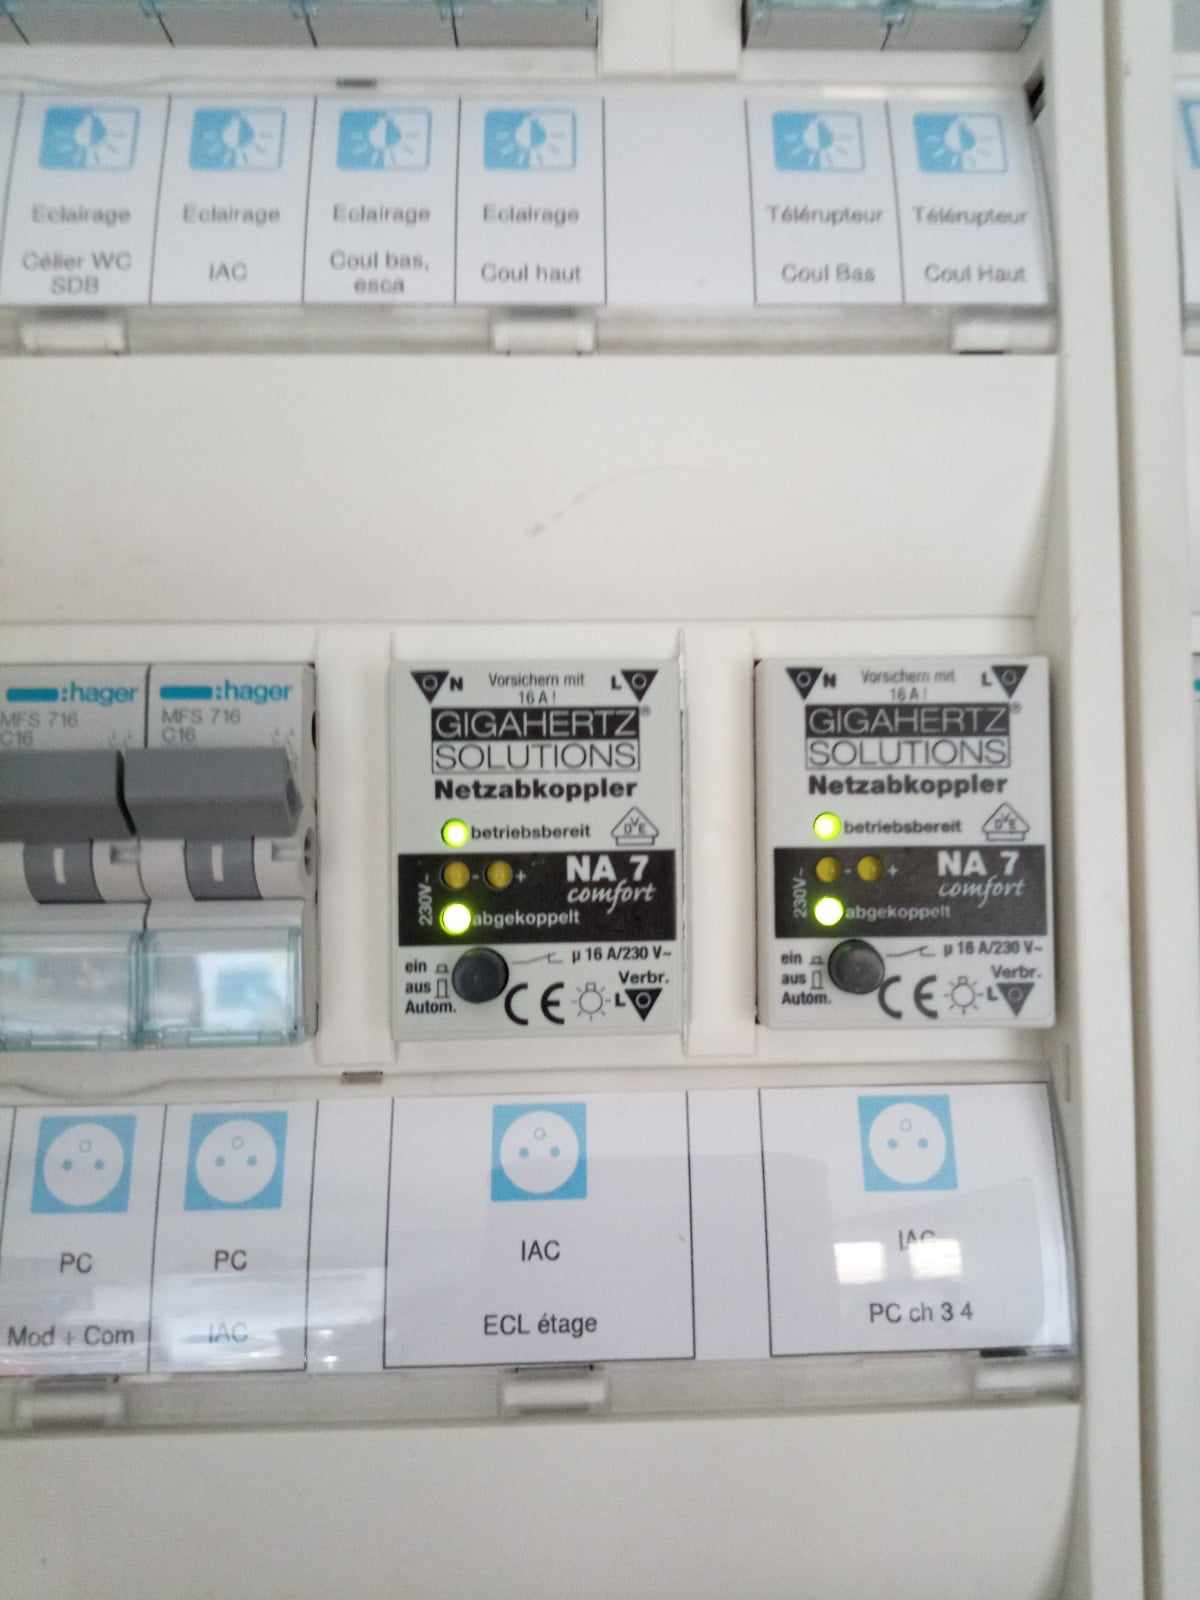 Eclairage
Célier WC
SDB
Eclairage
IAC
Eclairage
Coul bas,
esca
Eclairage
Coul haut
Télérupteur
Coul Bas
Télérupteur
Coul Haut
:hager
MFS 716
C16
:hager
MFS 716
C16
N Vorsichern mit L
16 A !
GIGAHERTZ®
SOLUTIONS
Netzabkoppler
betriebsbereit
DVE
230V~
- +
NA 7
comfort
abgekoppelt
ein
aus
Autom.
µ 16 A/230 V~
Verbr.
CE
L
N Vorsichern mit L
16 A !
GIGAHERTZ®
SOLUTIONS
Netzabkoppler
betriebsbereit
DVE
230V~
- +
NA 7
comfort
abgekoppelt
ein
aus
Autom.
µ 16 A/230 V~
Verbr.
CE
L
PC
Mod + Com
PC
IAC
IAC
ECL étage
IAC
PC ch 3 4